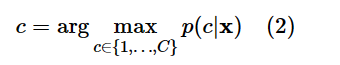 c = arg max p(c|x) (2)
c∈{1,...,C}